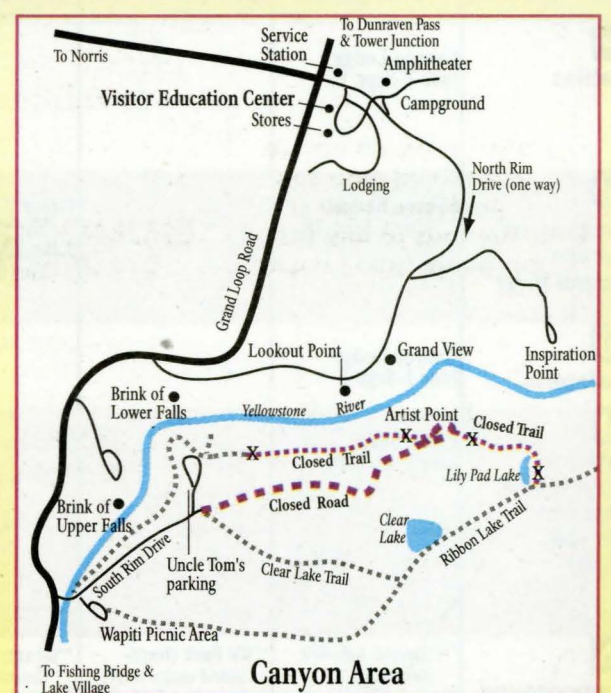 To Dunraven Pass
& Tower Junction
Service
Station
To Norris
Amphitheater
Visitor Education Center
Campground
Stores
Lodging
North Rim
Drive (one way)
Grand Loop Road
Lookout Point
Grand View
Inspiration
Point
Brink of
Lower Falls
Yellowstone River
Artist Point
Closed Trail
X
X
X
Closed Trail
Lily Pad Lake
X
Closed Road
Brink of
Upper Falls
Clear
Lake
Ribbon Lake Trail
South Rim Drive
Uncle Tom's
parking
Clear Lake Trail
Wapiti Picnic Area
To Fishing Bridge &
Lake Village
Canyon Area